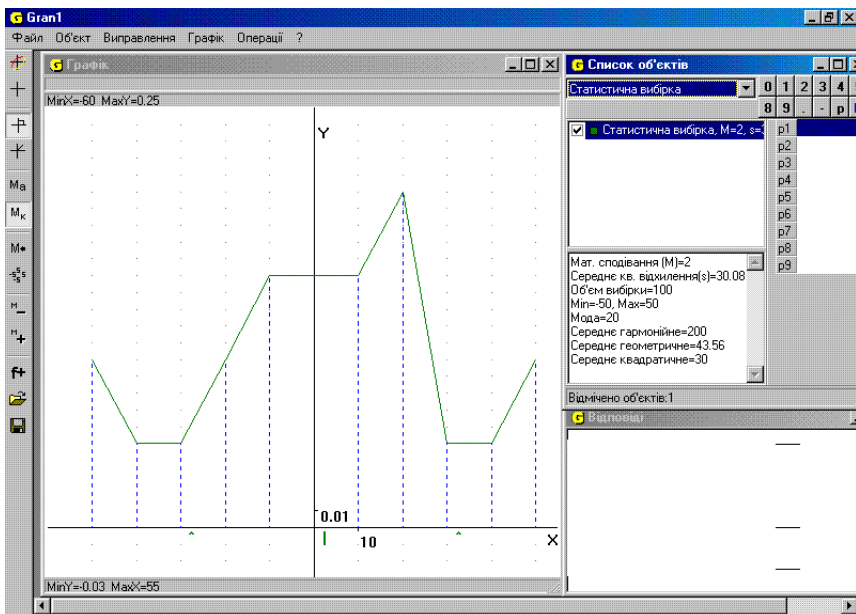 Gran1
Файл Об'єкт Виправлення Графік Операції ?
Графік
MinX=-60 MaxY=0.25
Y
0.01
10
X
MinY=-0.03 MaxX=55
Ma
Mк
M
M
M
f+
Список об'єктів
Статистична вибірка
0 1 2 3 4
8 9 . - p
Статистична вибірка, M=2, s=3
p1
p2
p3
p4
p5
p6
p7
p8
p9
Мат. сподівання (M)=2
Середнє кв. відхилення(s)=30.08
Об'єм вибірки=100
Min=-50, Max=50
Мода=20
Середнє гармонійне=200
Середнє геометричне=43.56
Середнє квадратичне=30
Відмічено об'єктів:1
Відповіді